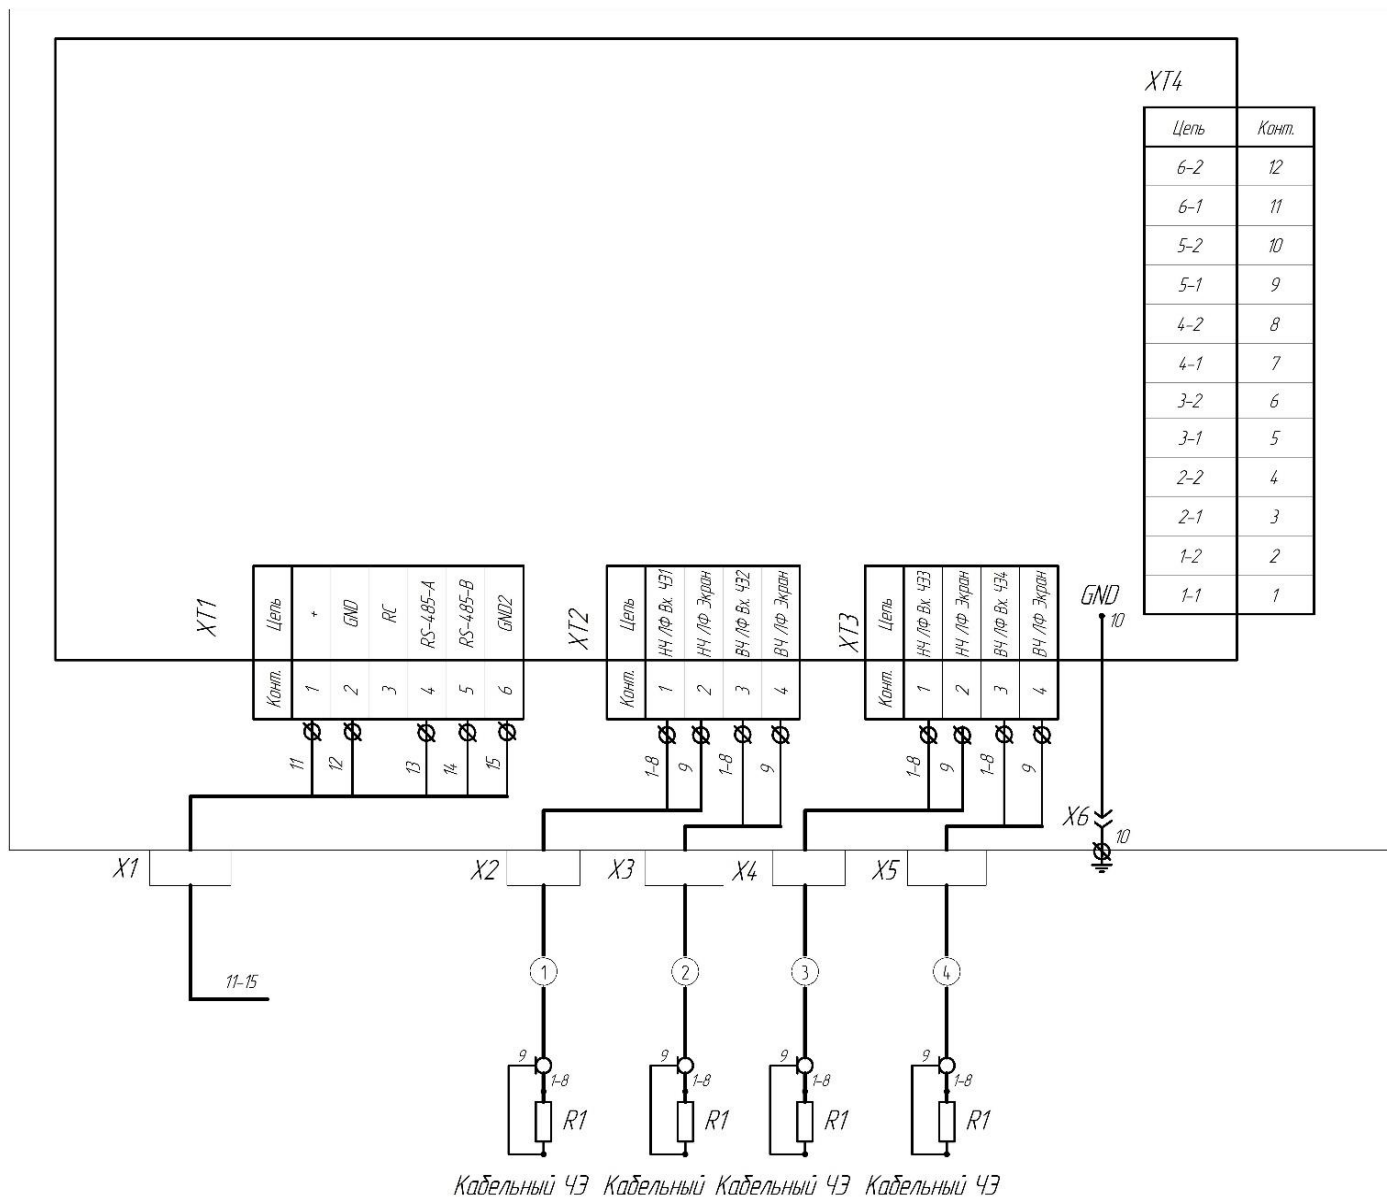 XT4
Цепь Конт.
6-2 12
6-1 11
5-2 10
5-1 9
4-2 8
4-1 7
3-2 6
3-1 5
2-2 4
2-1 3
1-2 2
1-1 1
XT1
Цепь
+
GND
RC
RS-485-A
RS-485-B
GND2
Конт.
1
2
3
4
5
6
11
12
13
14
15
XT2
Цепь
НЧ ЛФ Вх. ЧЭ1
НЧ ЛФ Экран
ВЧ ЛФ Вх. ЧЭ2
ВЧ ЛФ Экран
Конт.
1
2
3
4
1-8
9
1-8
9
XT3
Цепь
НЧ ЛФ Вх. ЧЭ3
НЧ ЛФ Экран
ВЧ ЛФ Вх. ЧЭ4
ВЧ ЛФ Экран
Конт.
1
2
3
4
1-8
9
1-8
9
GND
10
X6
10
X1 X2 X3 X4 X5
11-15
1 2 3 4
9 9 9 9
1-8 1-8 1-8 1-8
R1 R1 R1 R1
Кабельный ЧЭ Кабельный Кабельный ЧЭ Кабельный ЧЭ